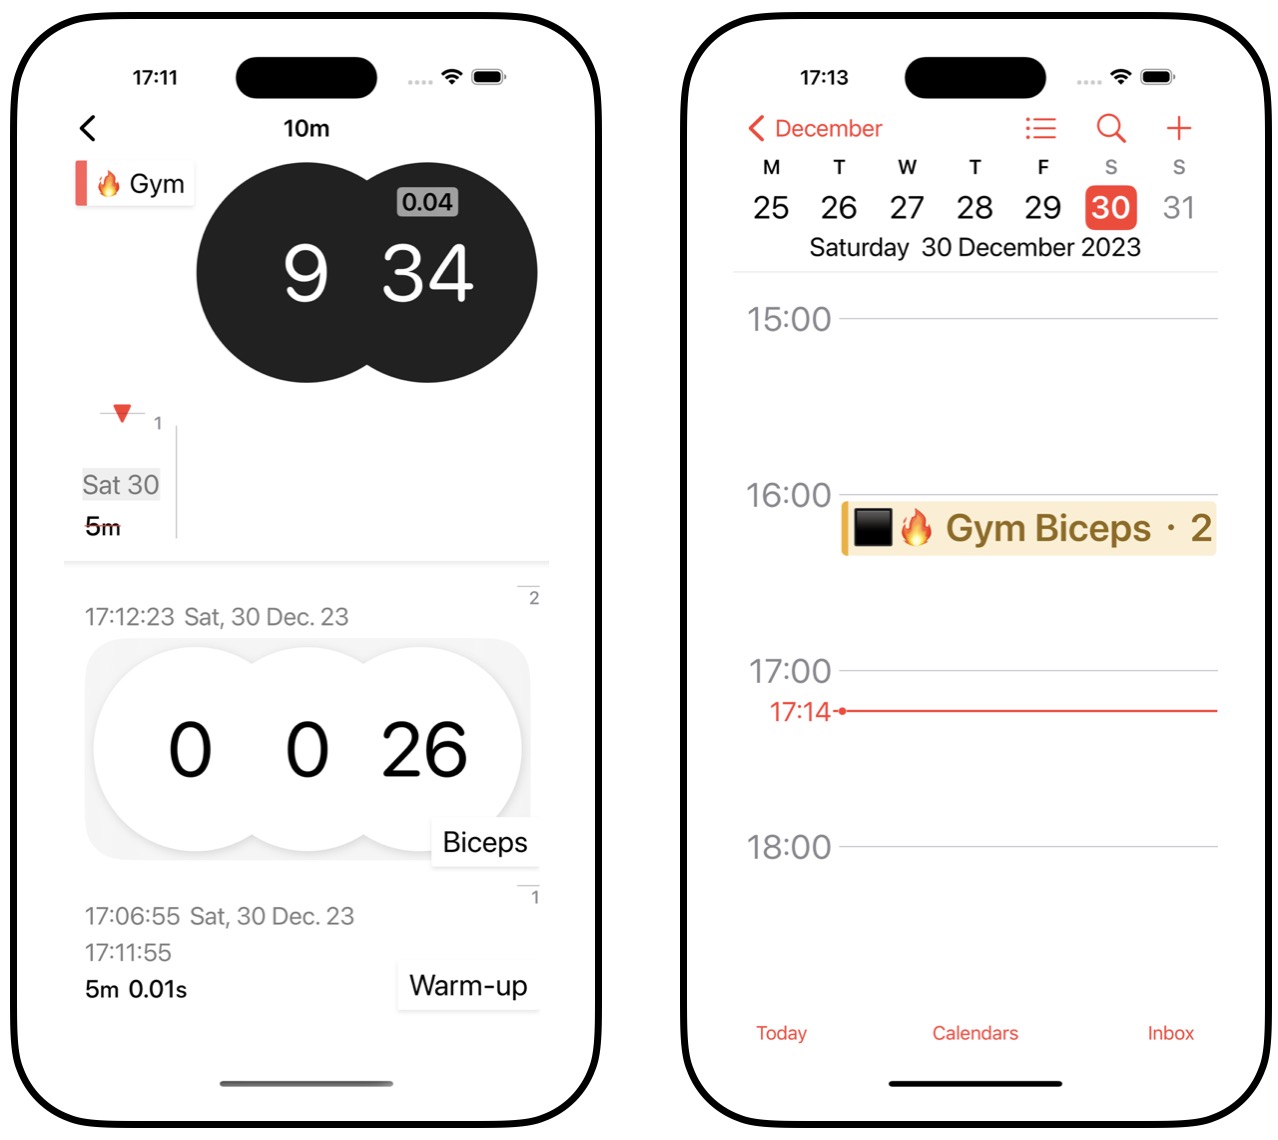 17:11
10m
🔥 Gym
0.04
9 34
1
Sat 30
5m
2
17:12:23 Sat, 30 Dec. 23
0 0 26
Biceps
1
17:06:55 Sat, 30 Dec. 23
17:11:55
5m 0.01s
Warm-up
17:13
December
M T W T F S S
25 26 27 28 29 30 31
Saturday 30 December 2023
15:00
16:00
⬛🔥 Gym Biceps · 2
17:00
17:14
18:00
Today Calendars Inbox